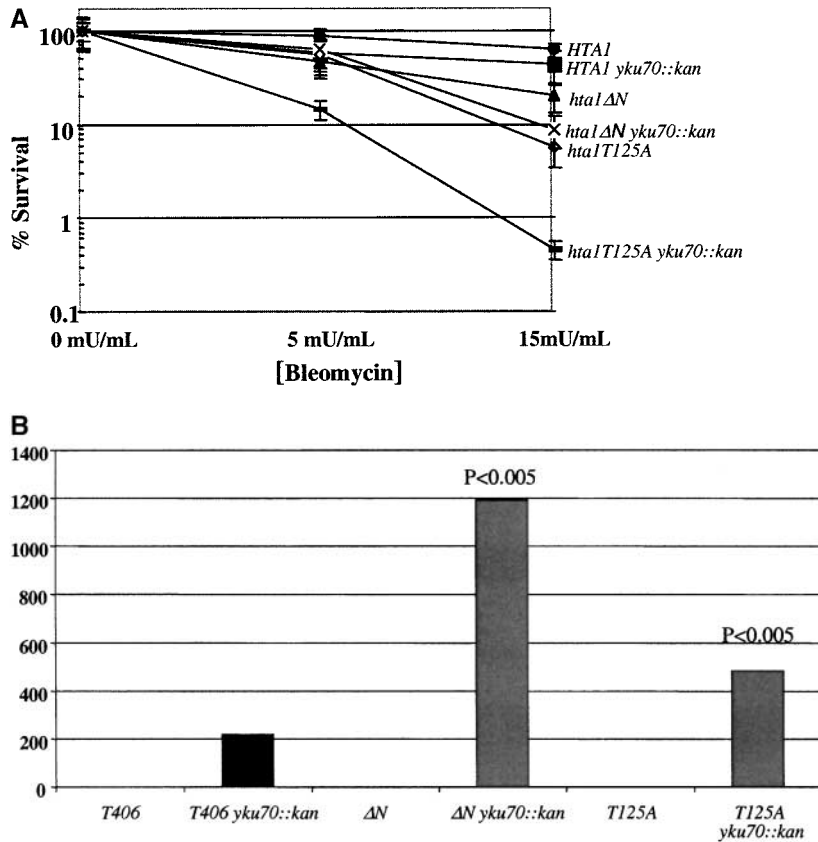 A
% Survival
100
10
1
0.1
HTA1
HTA1 yku70::kan
hta1ΔN
hta1ΔN yku70::kan
hta1T125A
hta1T125A yku70::kan
0 mU/mL
5 mU/mL
15mU/mL
[Bleomycin]
B
1400
1200
1000
800
600
400
200
0
P<0.005
P<0.005
T406
T406 yku70::kan
ΔN
ΔN yku70::kan
T125A
T125A
yku70::kan